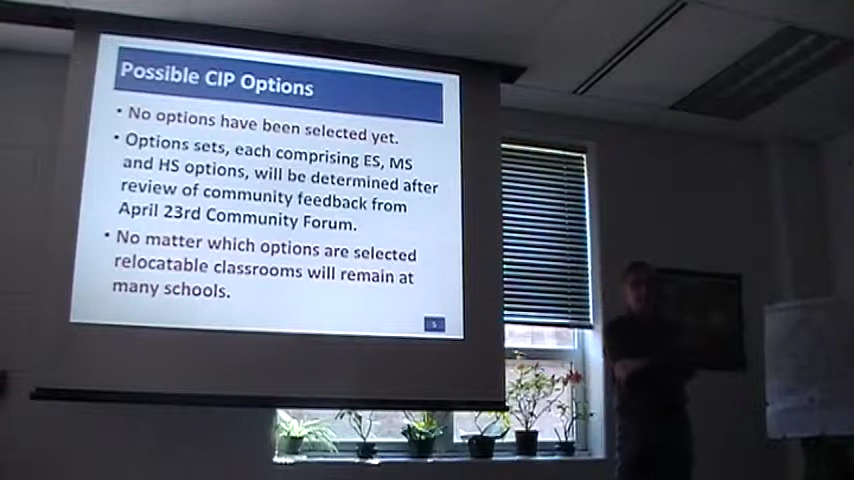 Possible CIP Options
• No options have been selected yet.
• Options sets, each comprising ES, MS
and HS options, will be determined after
review of community feedback from
April 23rd Community Forum.
• No matter which options are selected
relocatable classrooms will remain at
many schools.
5